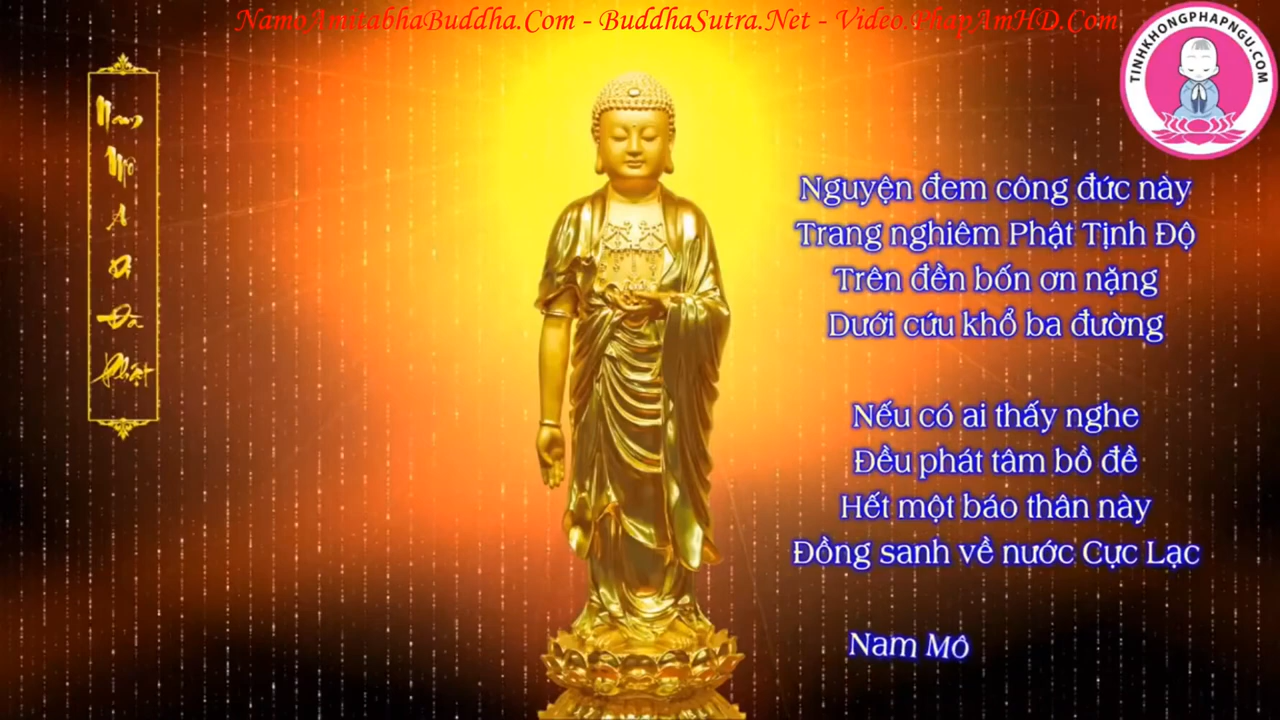 NamoAmitabhaBuddha.Com - BuddhaSutra.Net - Video.PhapAmHD.Com
TINHKHONGPHAPNGU.COM
Nam
Mô
A
Di
Đà
Phật
Nguyện đem công đức này
Trang nghiêm Phật Tịnh Độ
Trên đền bốn ơn nặng
Dưới cứu khổ ba đường
Nếu có ai thấy nghe
Đều phát tâm bồ đề
Hết một báo thân này
Đồng sanh về nước Cực Lạc
Nam Mô